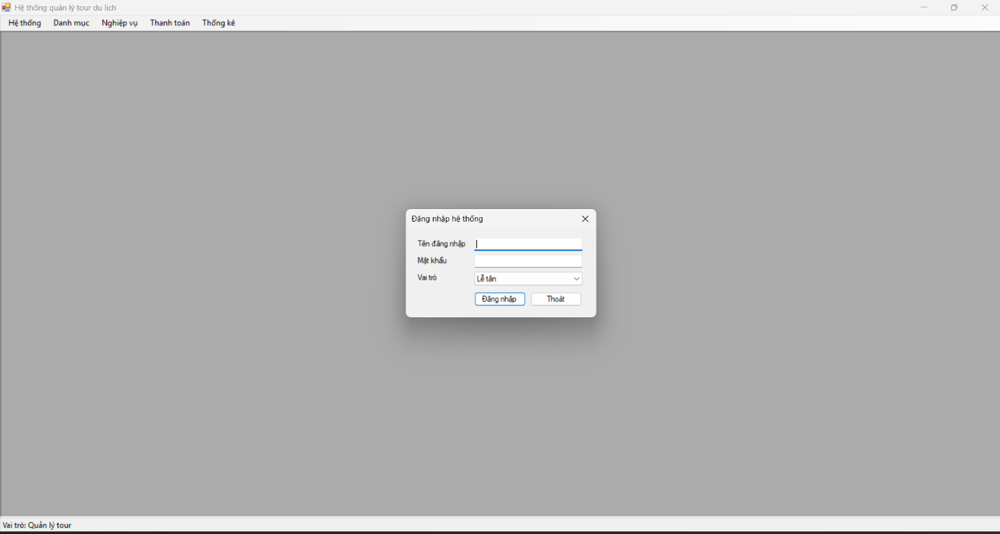 Hệ thống quản lý tour du lịch
Hệ thống Danh mục Nghiệp vụ Thanh toán Thống kê
Đăng nhập hệ thống
Tên đăng nhập
Mật khẩu
Vai trò Lễ tân
Đăng nhập Thoát
Vai trò: Quản lý tour